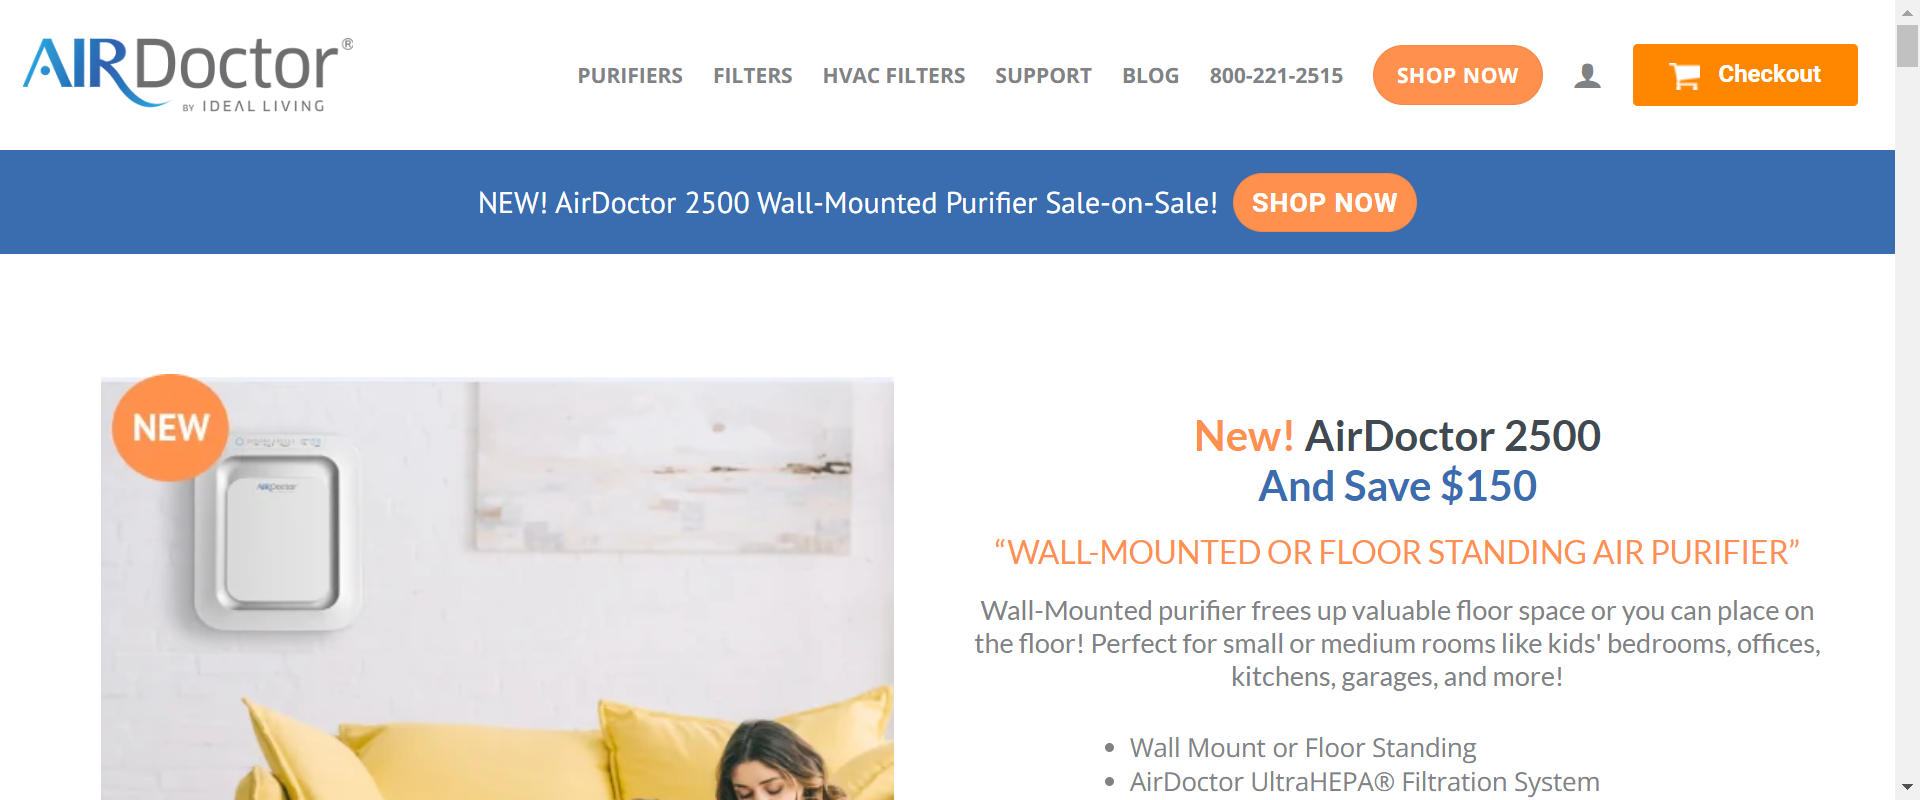 AIRDoctor®
BY IDEAL LIVING
PURIFIERS
FILTERS
HVAC FILTERS
SUPPORT
BLOG
800-221-2515
SHOP NOW
Checkout
NEW! AirDoctor 2500 Wall-Mounted Purifier Sale-on-Sale!
SHOP NOW
NEW
AIRDoctor
New! AirDoctor 2500
And Save $150
“WALL-MOUNTED OR FLOOR STANDING AIR PURIFIER”
Wall-Mounted purifier frees up valuable floor space or you can place on
the floor! Perfect for small or medium rooms like kids' bedrooms, offices,
kitchens, garages, and more!
• Wall Mount or Floor Standing
• AirDoctor UltraHEPA® Filtration System